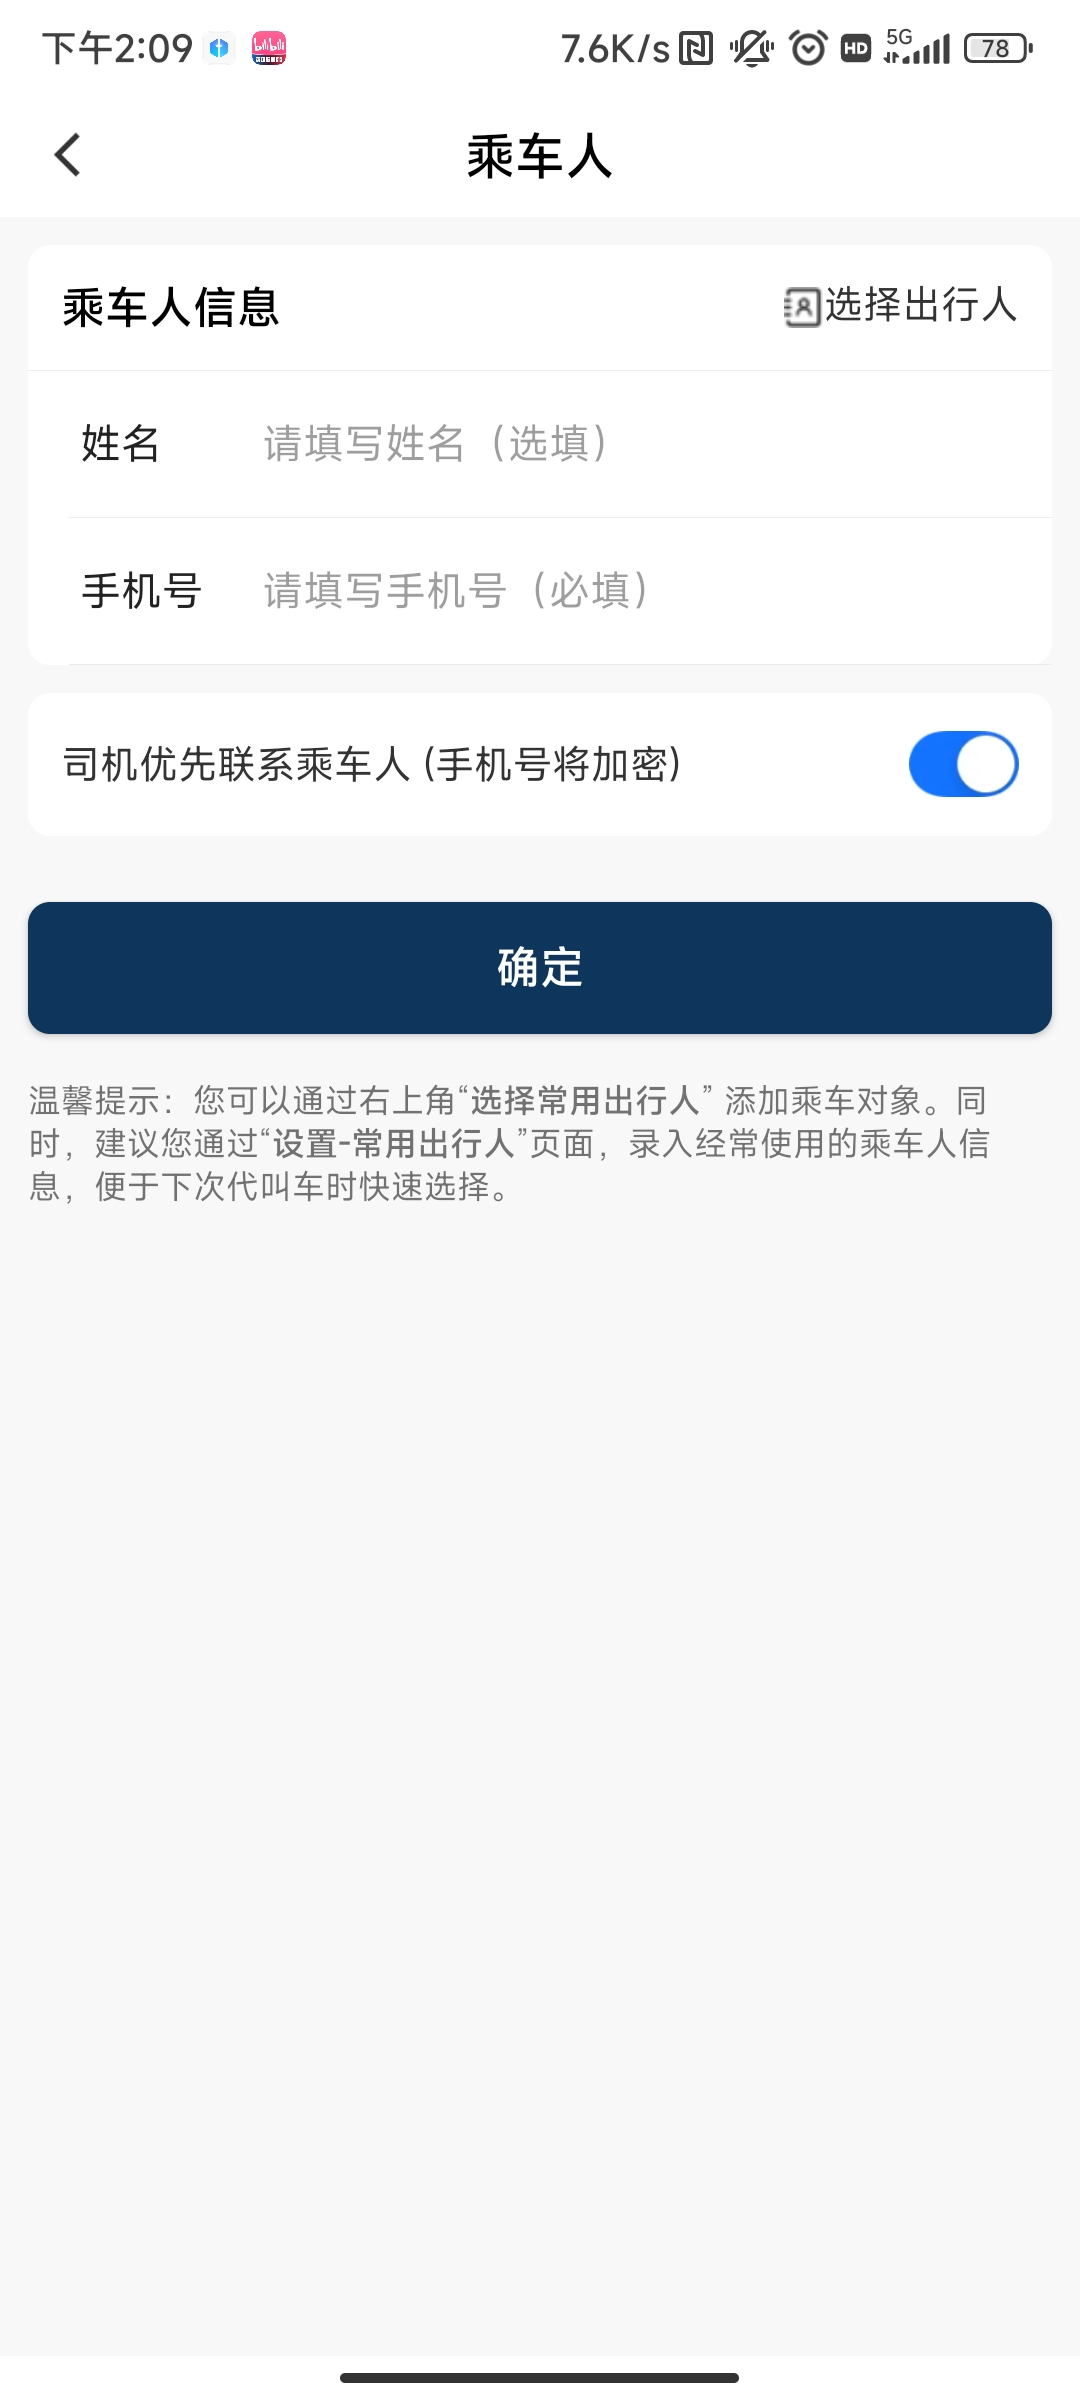 下午2:09
bilibili
7.6K/s
HD
5G
78
乘车人
乘车人信息
选择出行人
姓名 请填写姓名（选填）
手机号 请填写手机号（必填）
司机优先联系乘车人 (手机号将加密)
确定
温馨提示：您可以通过右上角“选择常用出行人” 添加乘车对象。同
时，建议您通过“设置-常用出行人”页面，录入经常使用的乘车人信
息，便于下次代叫车时快速选择。